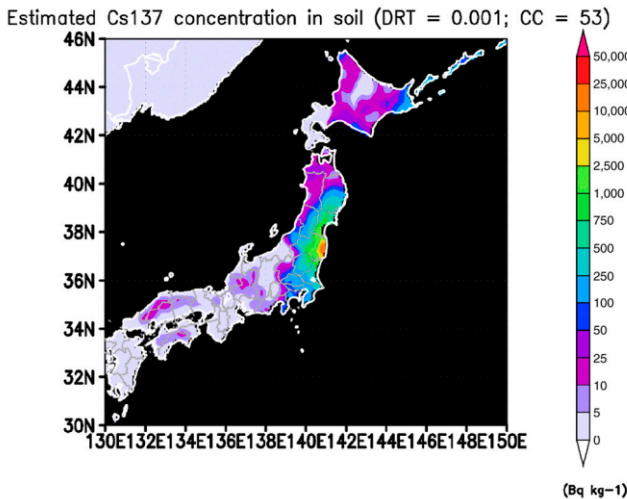 Estimated Cs137 concentration in soil (DRT = 0.001; CC = 53)
46N
44N
42N
40N
38N
36N
34N
32N
30N
130E132E134E136E138E140E142E144E146E148E150E
50,000
25,000
10,000
5,000
2,500
1,000
750
500
250
100
50
25
10
5
0
(Bq kg−1)